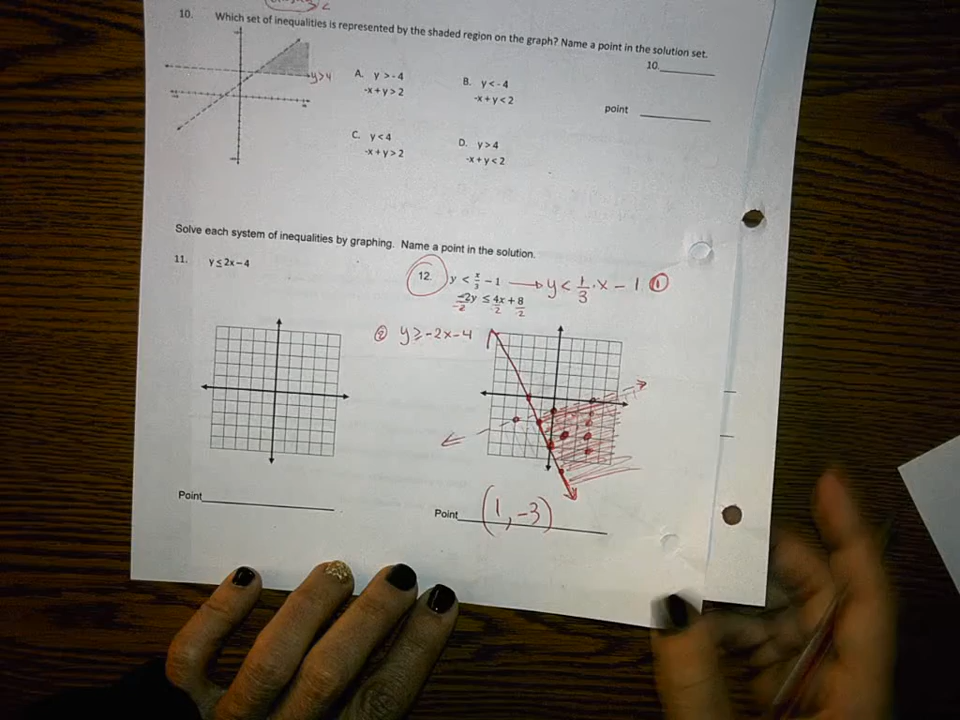 10. Which set of inequalities is represented by the shaded region on the graph? Name a point in the solution set.
10.
y>4
A. y >-4
-x+y>2
B. y<-4
-x+y<2
point
C. y<4
-x+y>2
D. y>4
-x+y<2
Solve each system of inequalities by graphing. Name a point in the solution.
11. y≤2x-4
12. y < x/3 - 1 → y < 1/3 · x - 1 ①
-2y ≤ 4x + 8
-2 -2 -2
② y ≥ -2x - 4
Point
Point (1, -3)